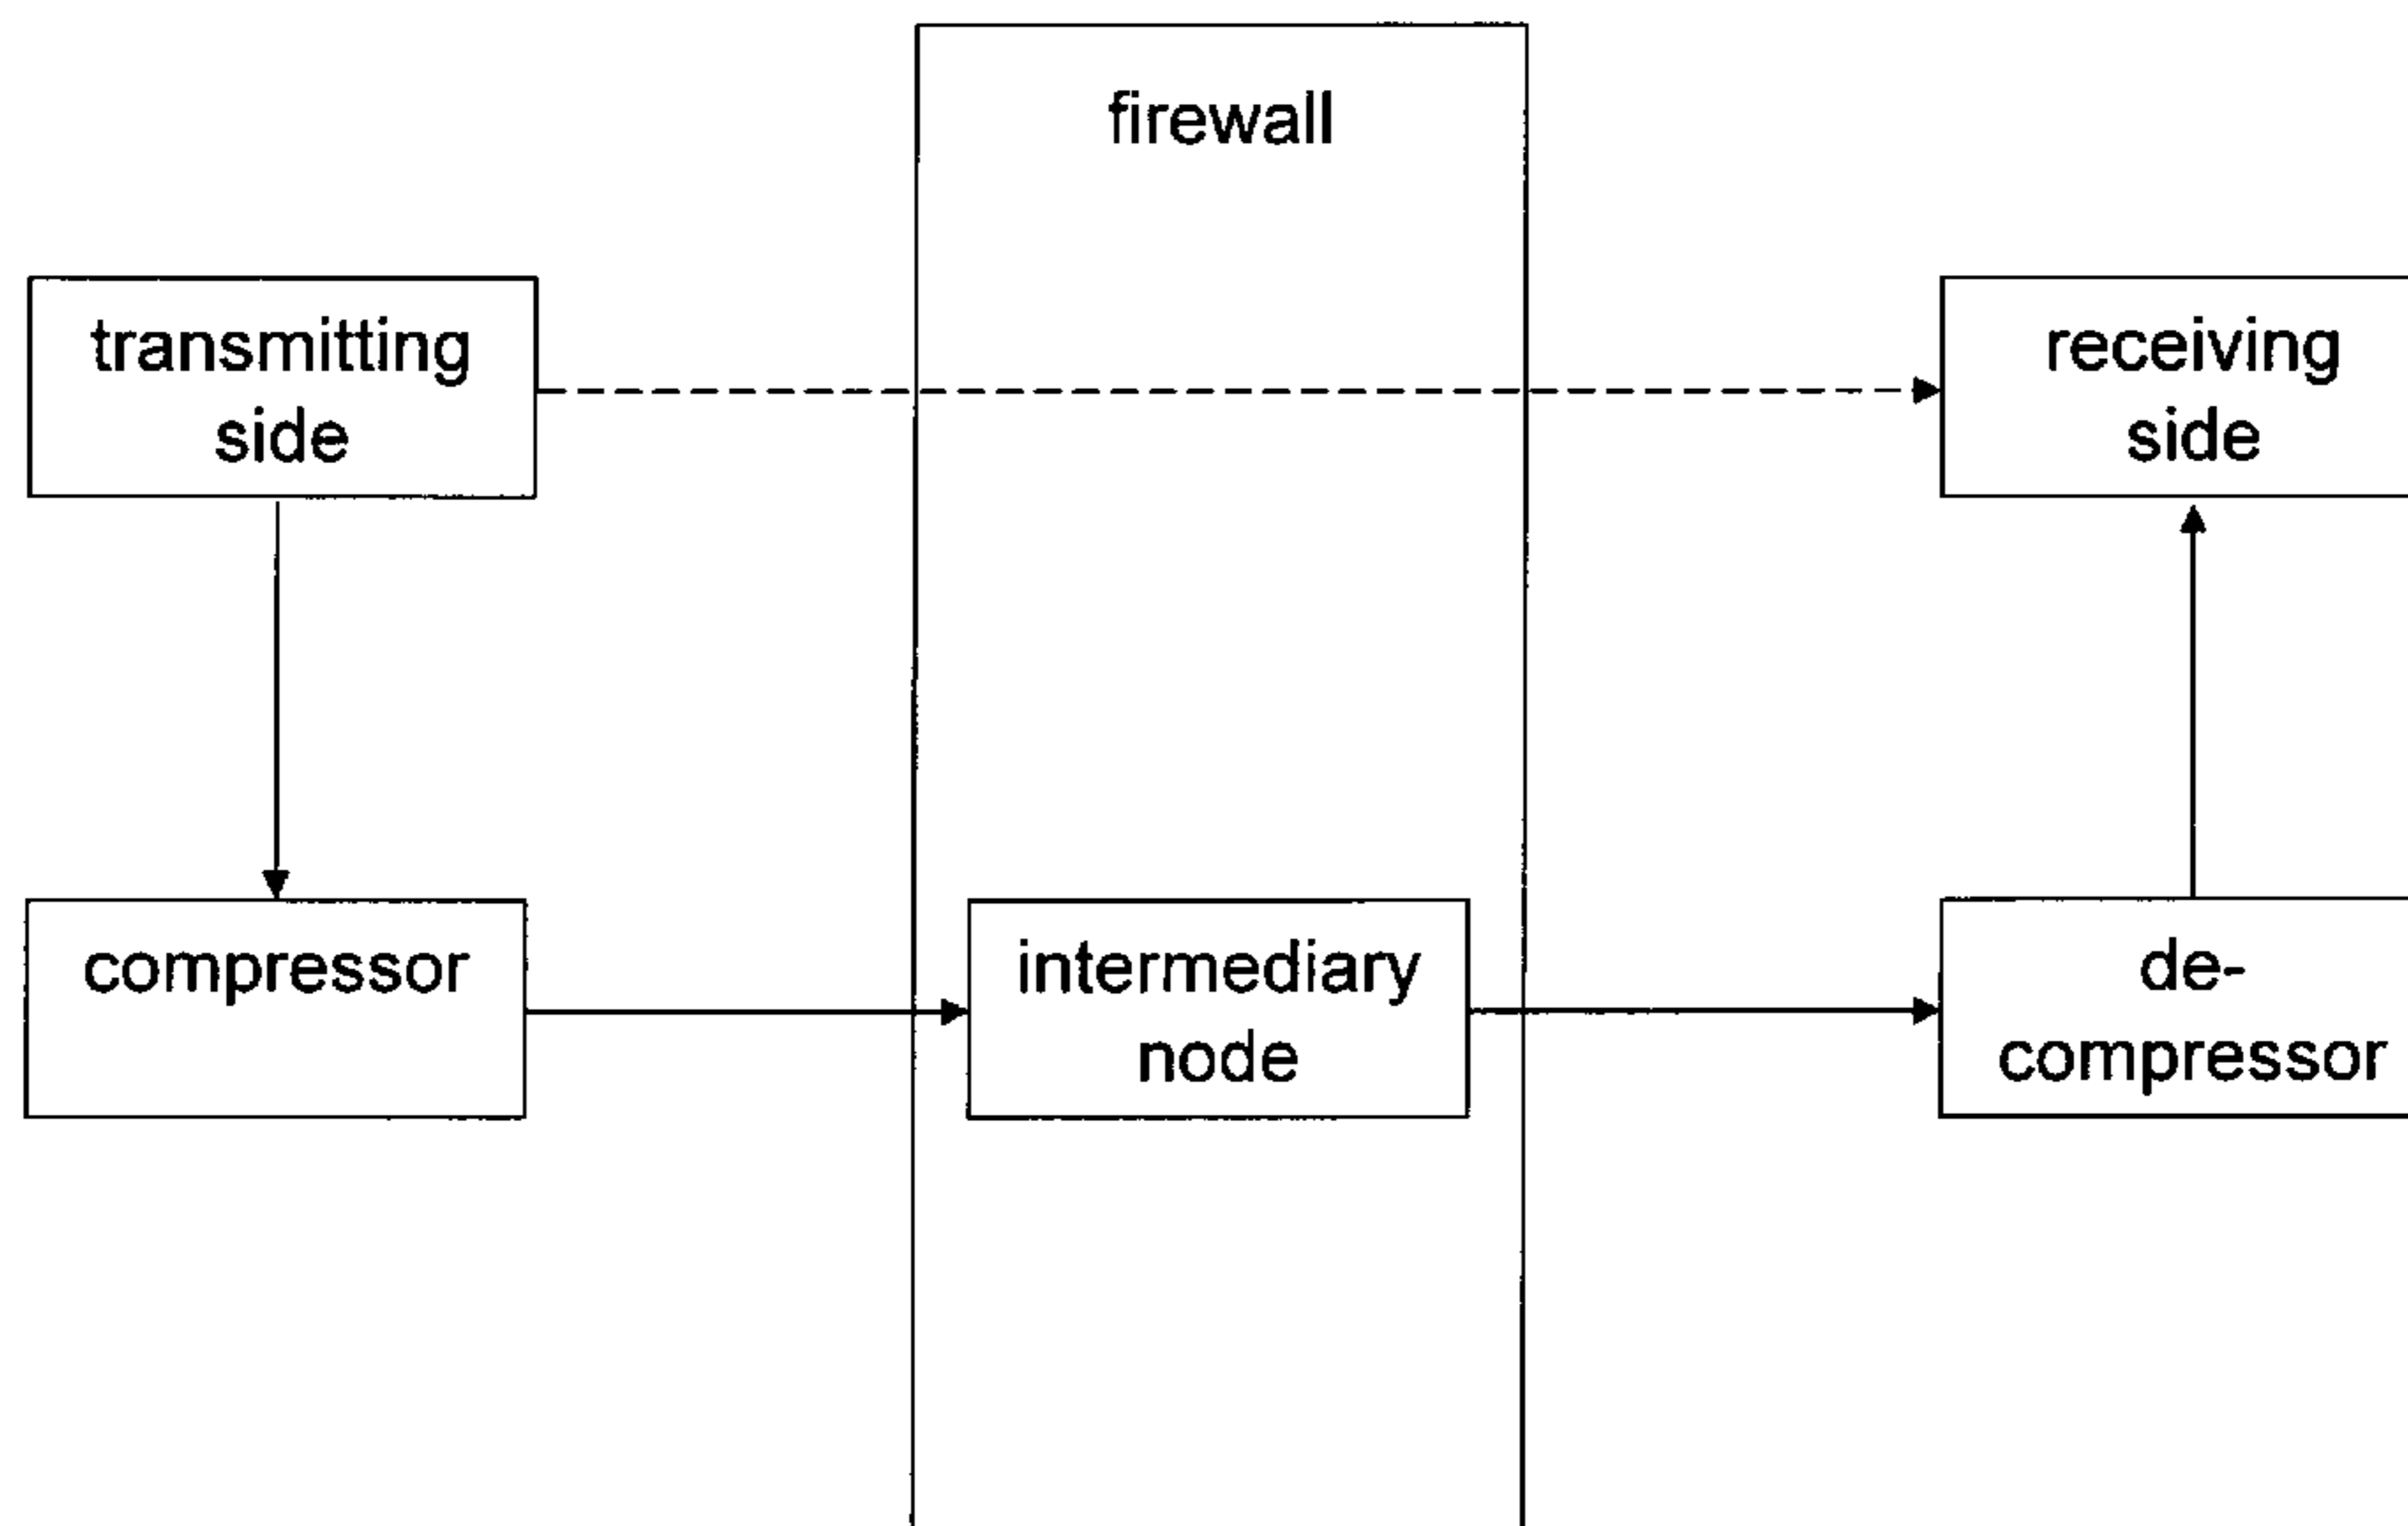 firewall
transmitting
side
receiving
side
compressor
intermediary
node
de-
compressor